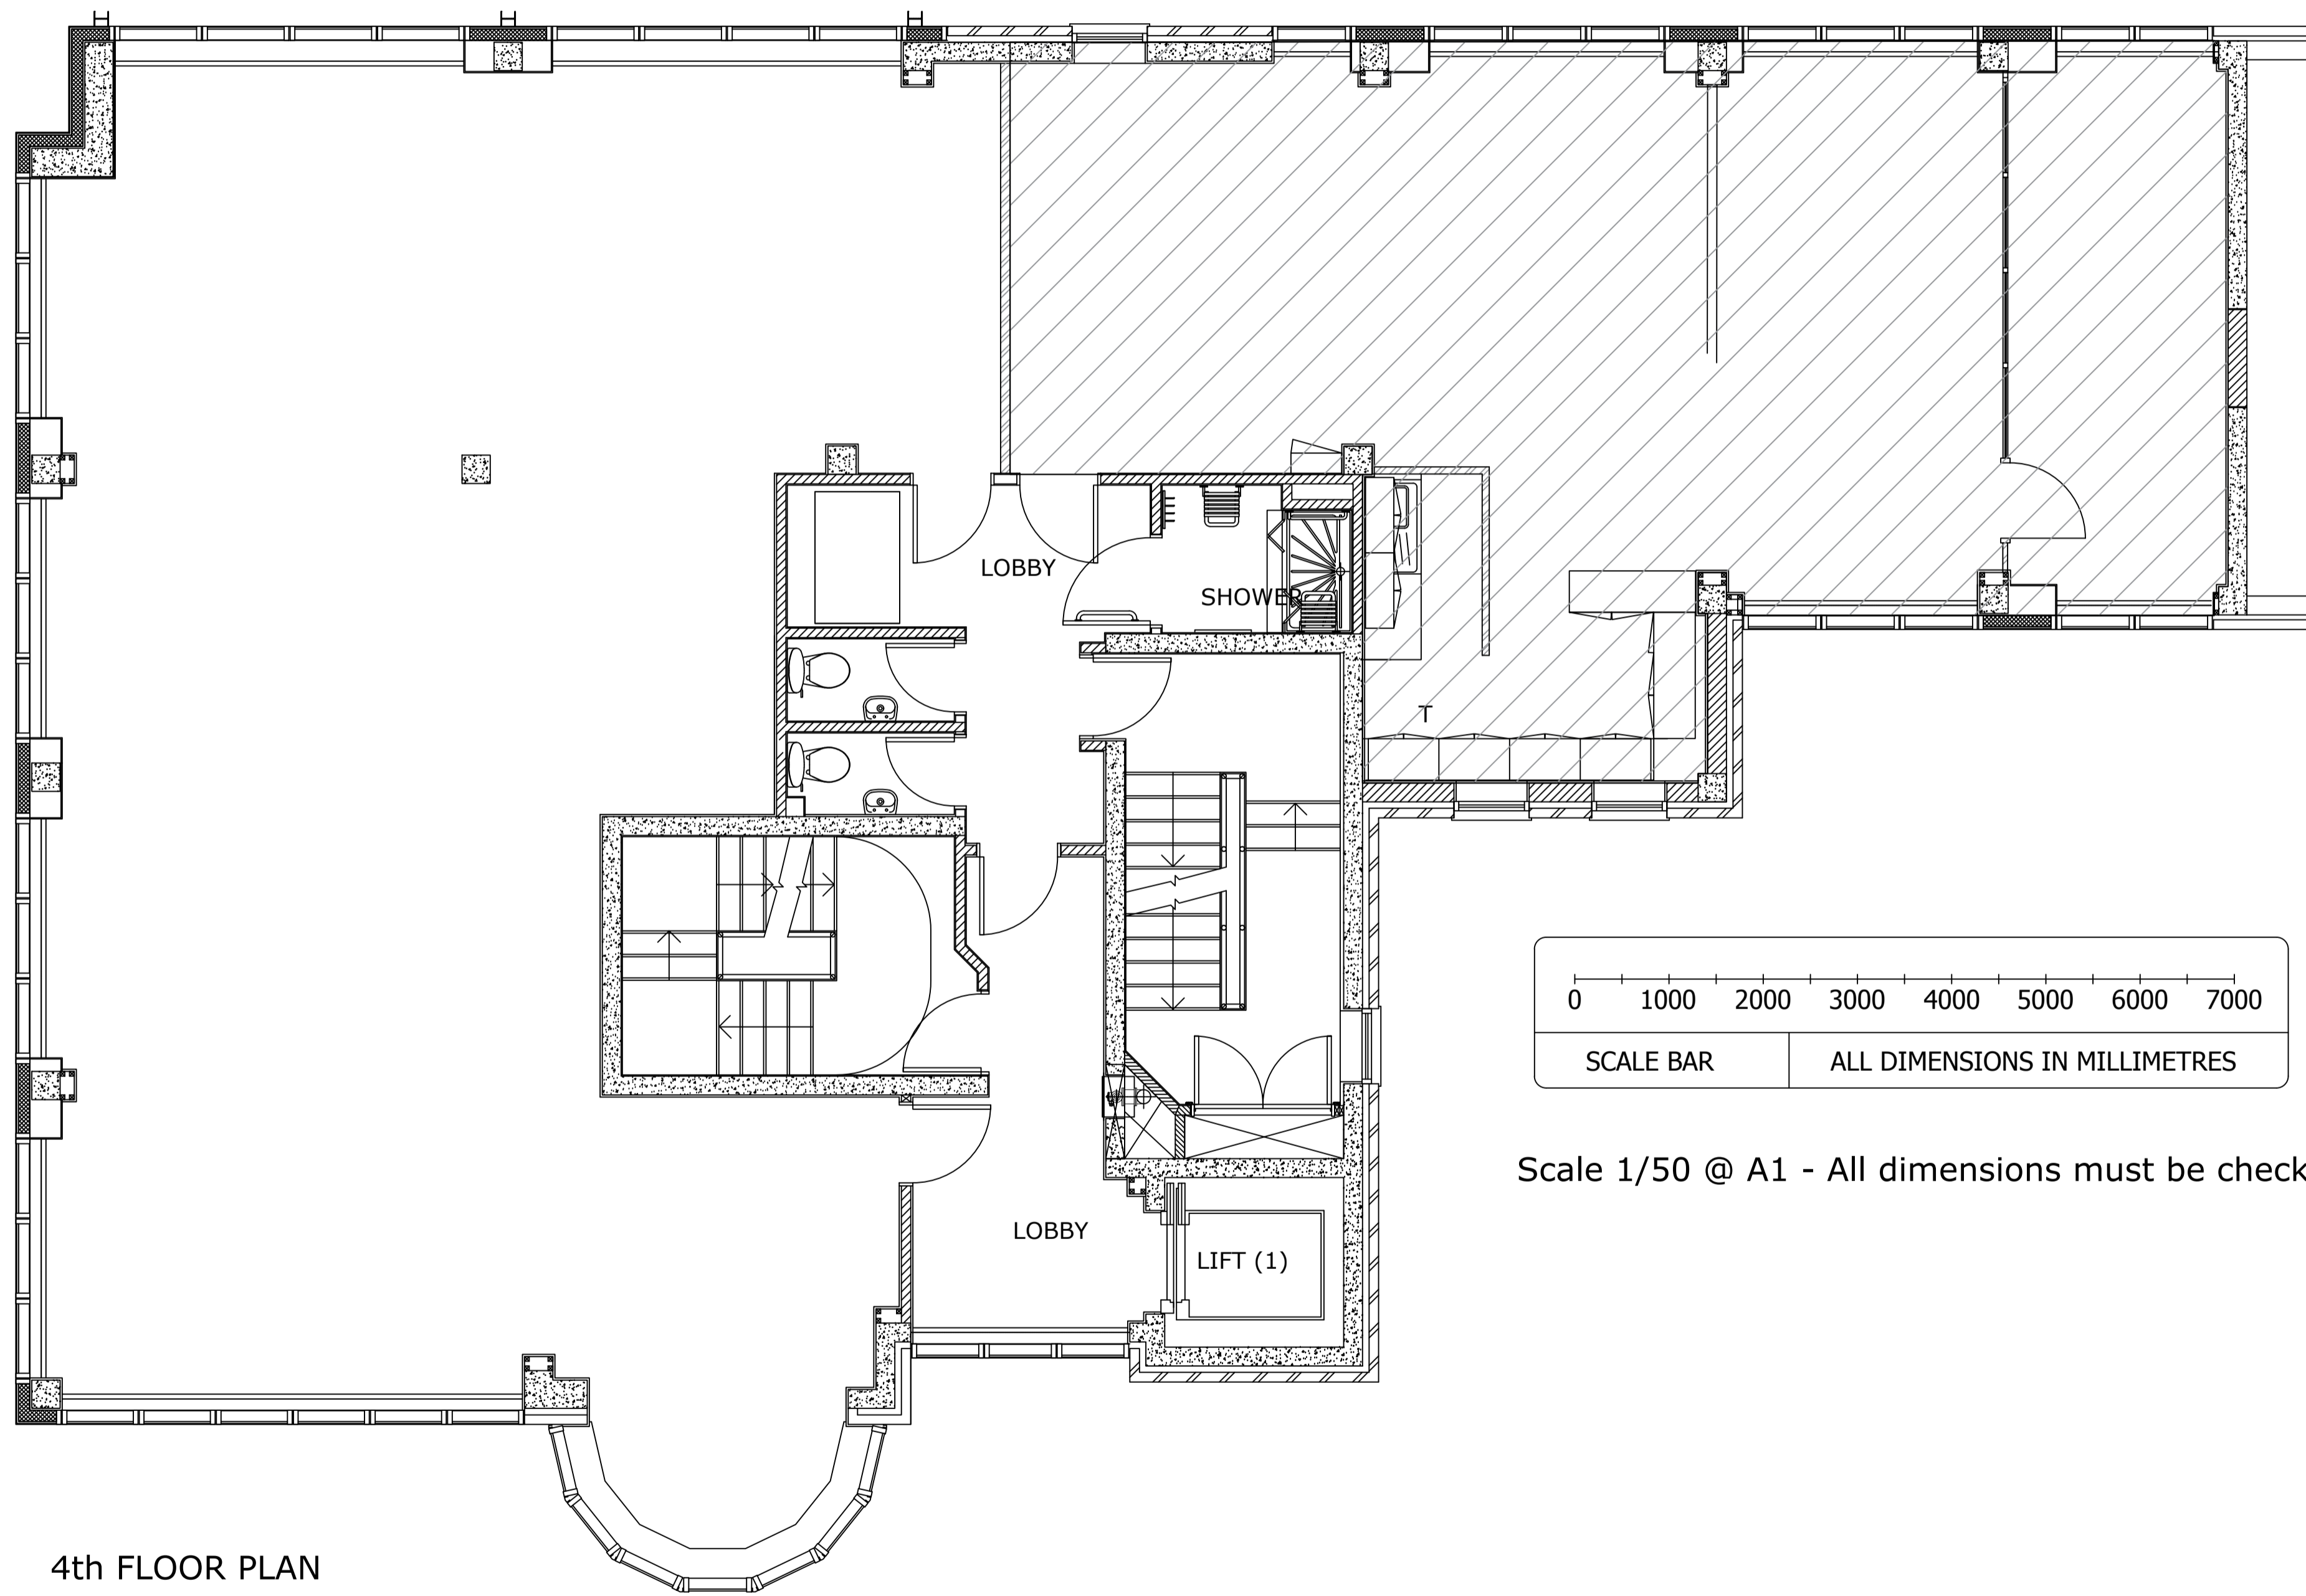 LOBBY
SHOWER
T
0 1000 2000 3000 4000 5000 6000 7000
SCALE BAR ALL DIMENSIONS IN MILLIMETRES
Scale 1/50 @ A1 - All dimensions must be check
LOBBY
LIFT (1)
4th FLOOR PLAN